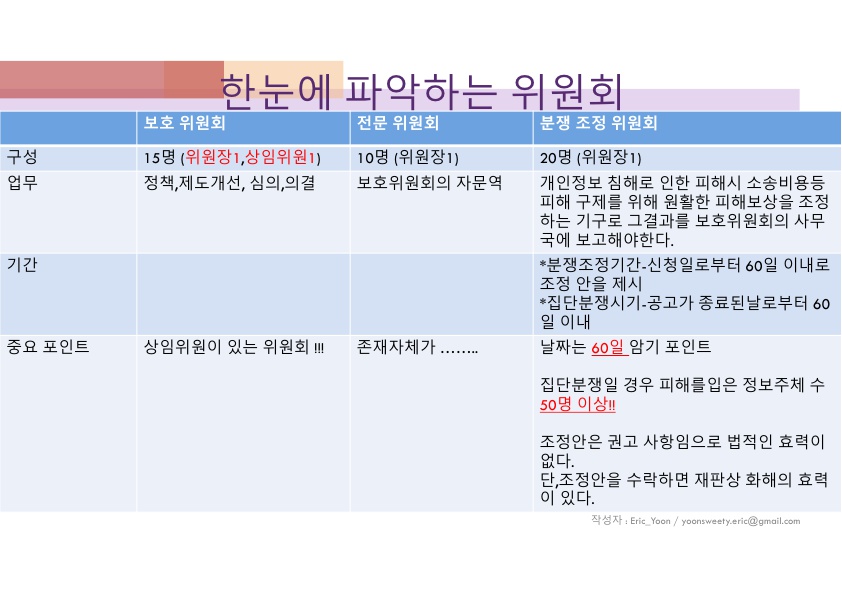 한눈에 파악하는 위원회
보호 위원회 전문 위원회 분쟁 조정 위원회
구성 15명 (위원장1,상임위원1) 10명 (위원장1) 20명 (위원장1)
업무 정책,제도개선, 심의,의결 보호위원회의 자문역 개인정보 침해로 인한 피해시 소송비용등
피해 구제를 위해 원활한 피해보상을 조정
하는 기구로 그결과를 보호위원회의 사무
국에 보고해야한다.
기간 *분쟁조정기간-신청일로부터 60일 이내로
조정 안을 제시
*집단분쟁시기-공고가 종료된날로부터 60
일 이내
중요 포인트 상임위원이 있는 위원회 !!! 존재자체가 …….. 날짜는 60일 암기 포인트
집단분쟁일 경우 피해를입은 정보주체 수
50명 이상!!
조정안은 권고 사항임으로 법적인 효력이
없다.
단,조정안을 수락하면 재판상 화해의 효력
이 있다.
작성자 : Eric_Yoon / yoonsweety.eric@gmail.com